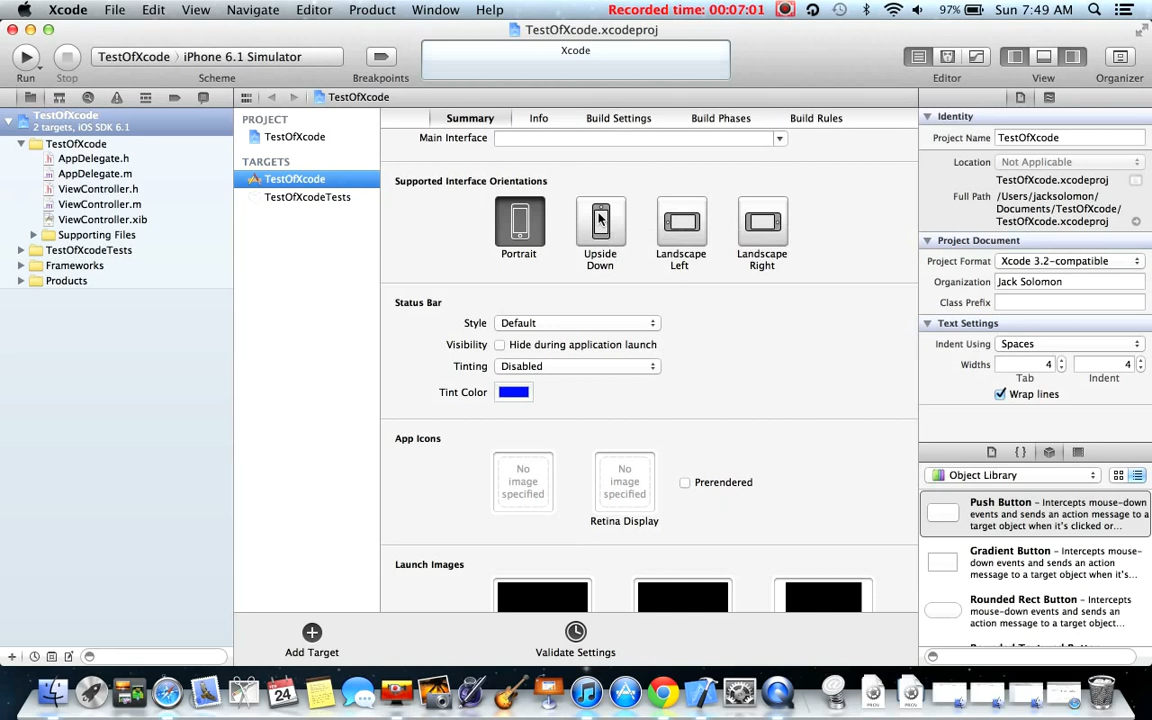 Xcode File Edit View Navigate Editor Product Window Help Recorded time: 00:07:01 97% Sun 7:49 AM
TestOfXcode.xcodeproj
TestOfXcode iPhone 6.1 Simulator
Xcode
Run Stop Scheme Breakpoints Editor View Organizer
TestOfXcode
TestOfXcode
2 targets, iOS SDK 6.1
TestOfXcode
AppDelegate.h
AppDelegate.m
ViewController.h
ViewController.m
ViewController.xib
Supporting Files
TestOfXcodeTests
Frameworks
Products
PROJECT
TestOfXcode
TARGETS
TestOfXcode
TestOfXcodeTests
Summary Info Build Settings Build Phases Build Rules
Main Interface
Supported Interface Orientations
Portrait Upside Down Landscape Left Landscape Right
Status Bar
Style Default
Visibility Hide during application launch
Tinting Disabled
Tint Color
App Icons
No image specified
No image specified
Prerendered
Retina Display
Launch Images
Add Target Validate Settings
Identity
Project Name TestOfXcode
Location Not Applicable
TestOfXcode.xcodeproj
Full Path /Users/jacksolomon/
Documents/TestOfXcode/
TestOfXcode.xcodeproj
Project Document
Project Format Xcode 3.2-compatible
Organization Jack Solomon
Class Prefix
Text Settings
Indent Using Spaces
Widths 4 4
Tab Indent
Wrap lines
Object Library
Push Button – Intercepts mouse-down
events and sends an action message to a
target object when it's clicked or...
Gradient Button – Intercepts mouse-
down events and sends an action
message to a target object when it's...
Rounded Rect Button – Intercepts
mouse-down events and sends an
action message to a target object...
24